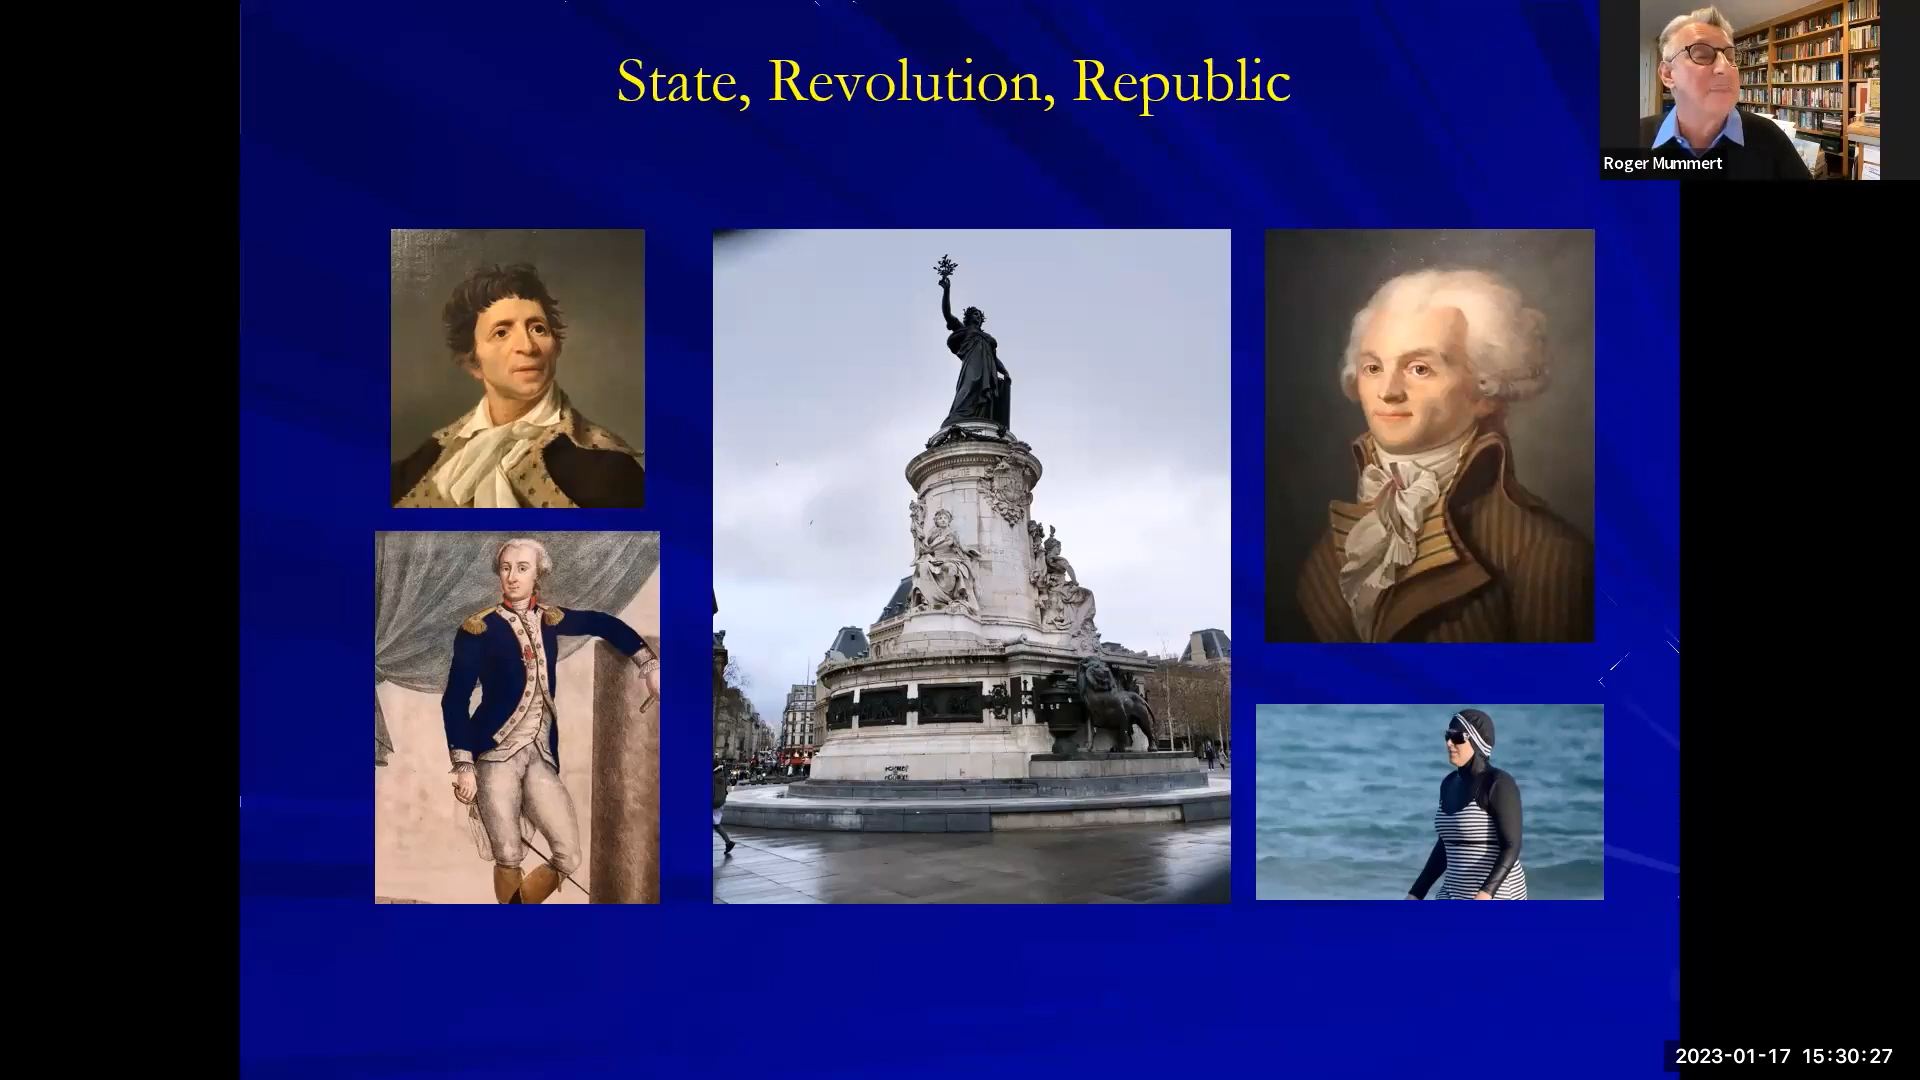 State, Revolution, Republic
Roger Mummert
2023-01-17 15:30:27